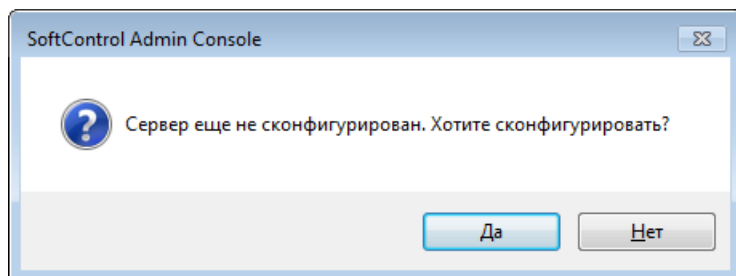 SoftControl Admin Console
Сервер еще не сконфигурирован. Хотите сконфигурировать?
Да
Нет